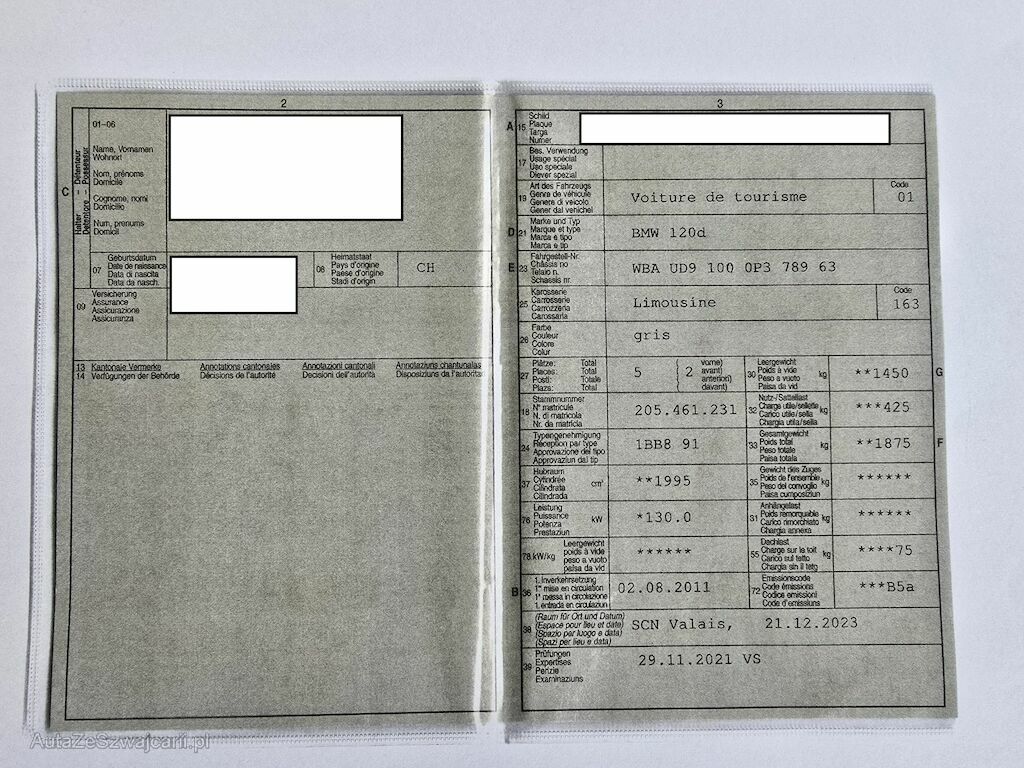 2
01-06
Name, Vornamen
Wohnort
Nom, prénoms
Domicile
Cognome, nomi
Domicilio
Num, prenums
Domicil
C
Halter – Détenteur
Detentore – Possessur
07
Geburtsdatum
Date de naissance
Data di nascita
Data da nasch.
08
Heimatstaat
Pays d'origine
Paese d'origine
Stadi d'origin
CH
09
Versicherung
Assurance
Assicurazione
Assicuranza
13
14
Kantonale Vermerke
Verfügungen der Behörde
Annotations cantonales
Décisions de l'autorité
Annotazioni cantonali
Decisioni dell'autorità
Annotaziuns chantunalas
Disposiziuns da l'autorità
3
A
15
Schild
Plaque
Targa
Numer
17
Bes. Verwendung
Usage spécial
Uso speciale
Diever spezial
19
Art des Fahrzeugs
Genre de véhicule
Genere di veicolo
Gener dal vehichel
Voiture de tourisme
Code
01
D
21
Marke und Typ
Marque et type
Marca e tipo
Marca e tip
BMW 120d
E
23
Fahrgestell-Nr.
Châssis no
Telaio n.
Schassis nr.
WBA UD9 100 0P3 789 63
25
Karosserie
Carrosserie
Carrozzeria
Carossaria
Limousine
Code
163
26
Farbe
Couleur
Colore
Colur
gris
27
Plätze: Total
Places: Total
Posti: Totale
Plazs: Total
5
( 2
vorne)
avant)
anteriori)
davant)
30
Leergewicht
Poids à vide
Peso a vuoto
Paisa da vid
kg
**1450
G
18
Stammnummer
N° matricule
N. di matricola
Nr. da matricla
205.461.231
32
Nutz-/Sattellast
Charge utile/sellette
Carico utile/sella
Chargia utila/sella
kg
***425
24
Typengenehmigung
Réception par type
Approvazione del tipo
Approvaziun dal tip
1BB8 91
33
Gesamtgewicht
Poids total
Peso totale
Paisa totala
kg
**1875
F
37
Hubraum
Cylindrée
Cilindrata
Cilindrada
cm³
**1995
35
Gewicht des Zuges
Poids de l'ensemble
Peso del convoglio
Paisa cumposiziun
kg
******
76
Leistung
Puissance
Potenza
Prestaziun
kW
*130.0
31
Anhängelast
Poids remorquable
Carico rimorchiato
Chargia annexa
kg
******
78
kW/kg
Leergewicht
poids à vide
peso a vuoto
paisa da vid
******
55
Dachlast
Charge sur le toit
Carico sul tetto
Chargia sin il tetg
kg
****75
B
36
1. Inverkehrsetzung
1re mise en circulation
1a messa in circolazione
1. entrada en circulaziun
02.08.2011
72
Emissionscode
Code émissions
Codice emissioni
Code d'emissiuns
***B5a
38
(Raum für Ort und Datum)
(Espace pour lieu et date)
(Spazio per luogo e data)
(Spazi per lieu e data)
SCN Valais, 21.12.2023
39
Prüfungen
Expertises
Perizie
Examinaziuns
29.11.2021 VS
AutaZeSzwajcarii.pl